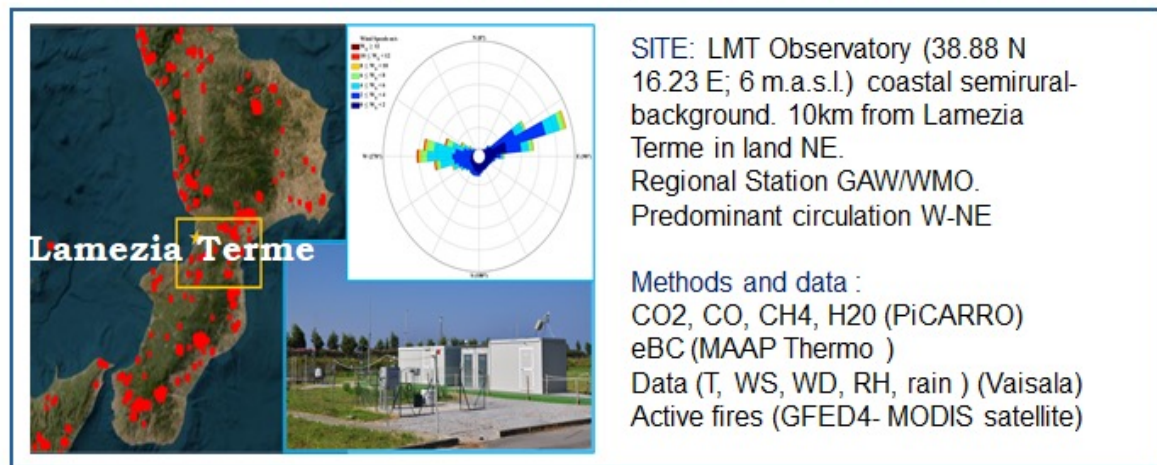 Lamezia Terme
SITE: LMT Observatory (38.88 N
16.23 E; 6 m.a.s.l.) coastal semirural-
background. 10km from Lamezia
Terme in land NE.
Regional Station GAW/WMO.
Predominant circulation W-NE
Methods and data :
CO2, CO, CH4, H20 (PiCARRO)
eBC (MAAP Thermo )
Data (T, WS, WD, RH, rain ) (Vaisala)
Active fires (GFED4- MODIS satellite)